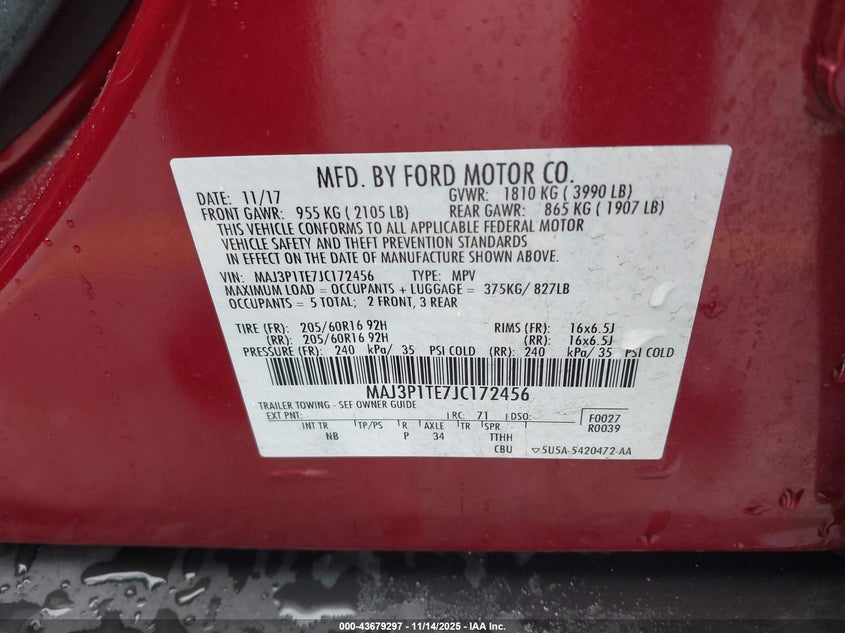 MFD. BY FORD MOTOR CO.
DATE: 11/17 GVWR: 1810 KG ( 3990 LB)
FRONT GAWR: 955 KG ( 2105 LB) REAR GAWR: 865 KG ( 1907 LB)
THIS VEHICLE CONFORMS TO ALL APPLICABLE FEDERAL MOTOR
VEHICLE SAFETY AND THEFT PREVENTION STANDARDS
IN EFFECT ON THE DATE OF MANUFACTURE SHOWN ABOVE.
VIN: MAJ3P1TE7JC172456 TYPE: MPV
MAXIMUM LOAD = OCCUPANTS + LUGGAGE = 375KG/ 827LB
OCCUPANTS = 5 TOTAL; 2 FRONT, 3 REAR
TIRE (FR): 205/60R16 92H RIMS (FR): 16x6.5J
(RR): 205/60R16 92H (RR): 16x6.5J
PRESSURE (FR): 240 kPa/ 35 PSI COLD (RR): 240 kPa/ 35 PSI COLD
MAJ3P1TE7JC172456
TRAILER TOWING - SEE OWNER GUIDE
EXT PNT: RC: 71 DSO: F0027
INT TR TP/PS R AXLE TR SPR R0039
NB P 34 TTHH
CBU 5U5A-5420472-AA
000-43679297 - 11/14/2025 - IAA Inc.